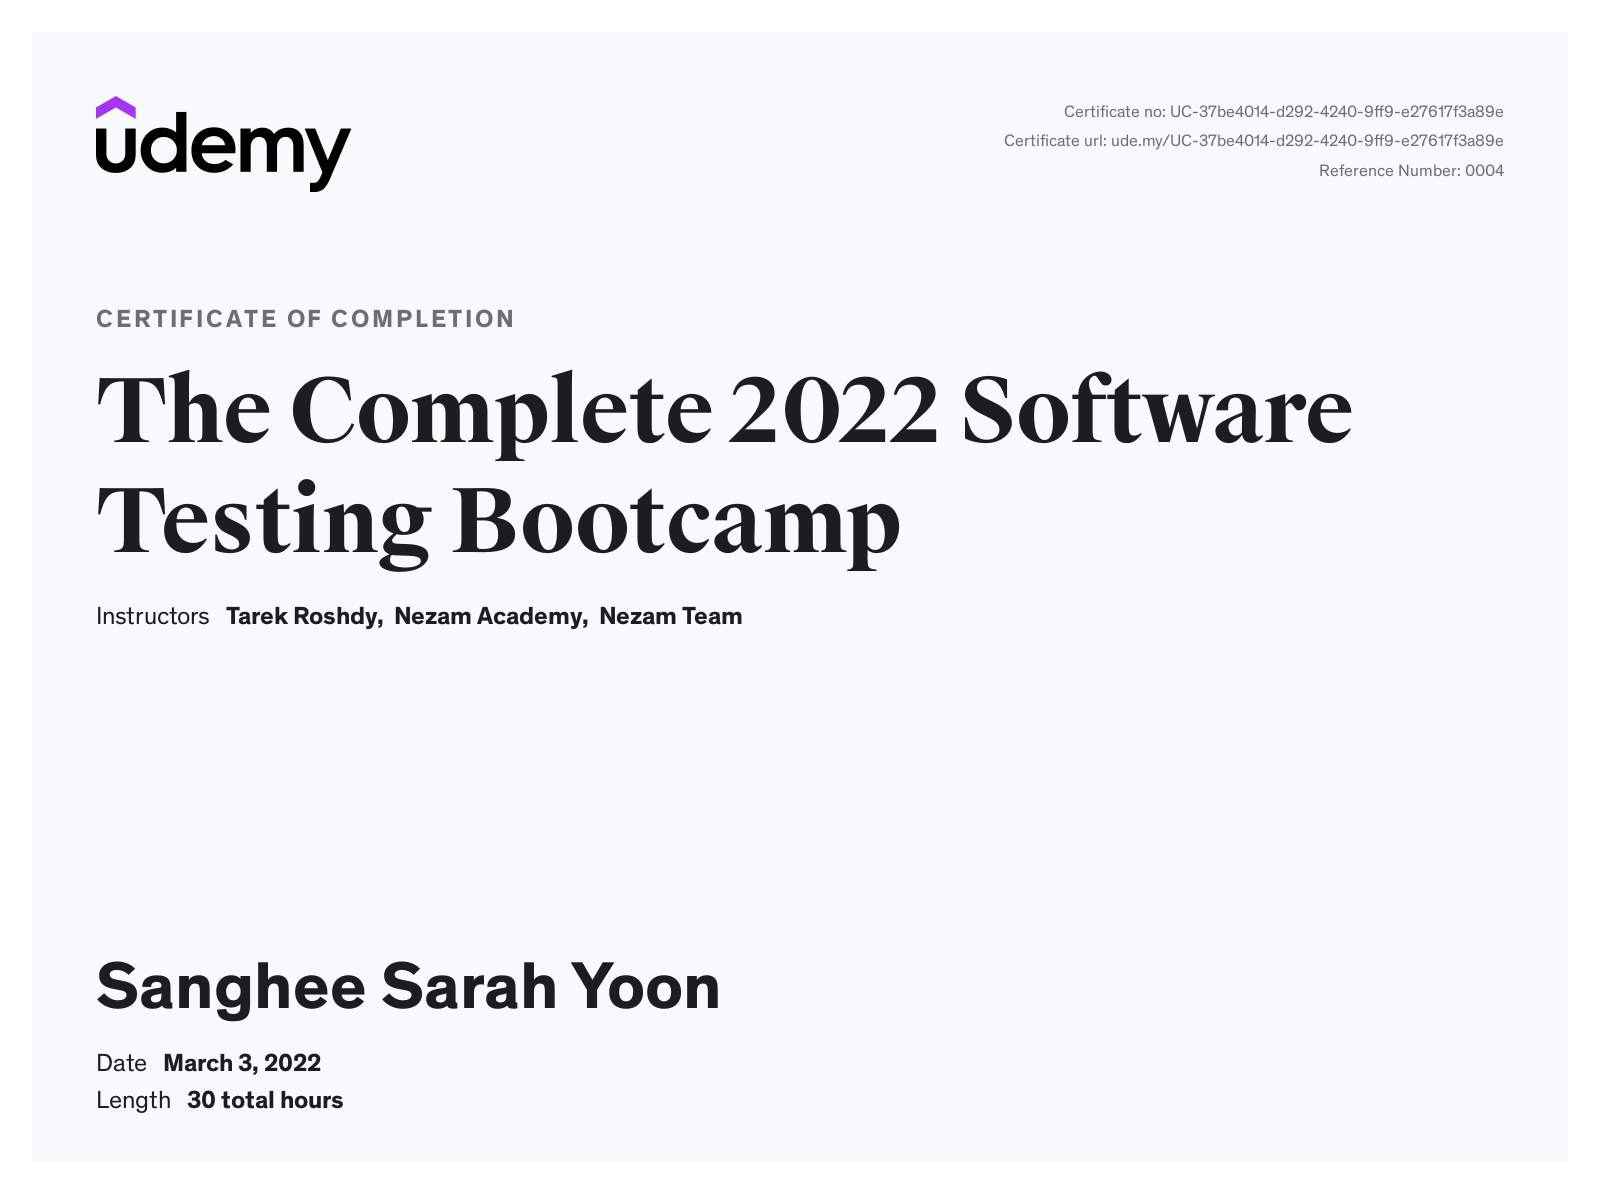 udemy
Certificate no: UC-37be4014-d292-4240-9ff9-e27617f3a89e
Certificate url: ude.my/UC-37be4014-d292-4240-9ff9-e27617f3a89e
Reference Number: 0004
CERTIFICATE OF COMPLETION
The Complete 2022 Software
Testing Bootcamp
Instructors Tarek Roshdy, Nezam Academy, Nezam Team
Sanghee Sarah Yoon
Date March 3, 2022
Length 30 total hours